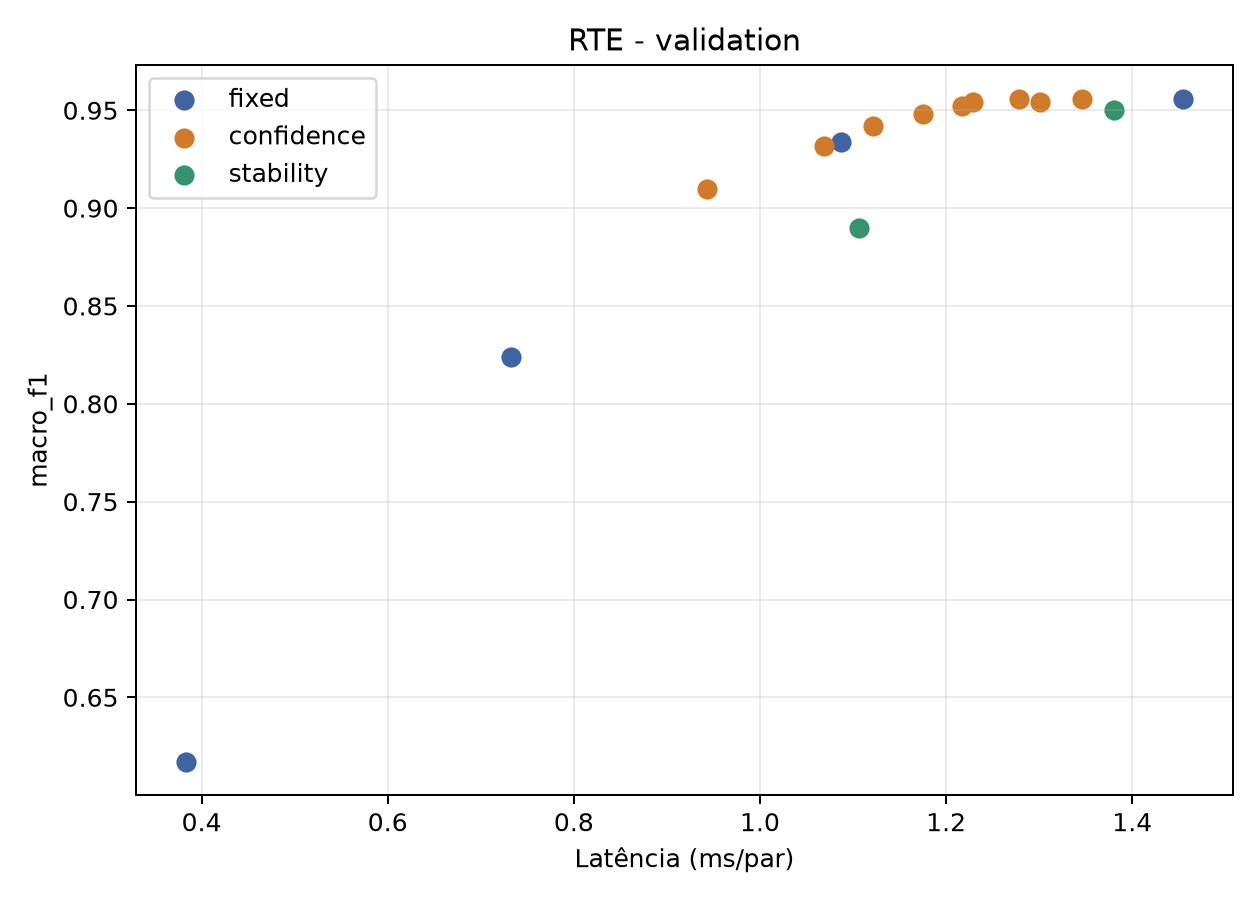 RTE - validation
fixed
confidence
stability
macro_f1
0.95
0.90
0.85
0.80
0.75
0.70
0.65
0.4 0.6 0.8 1.0 1.2 1.4
Latência (ms/par)